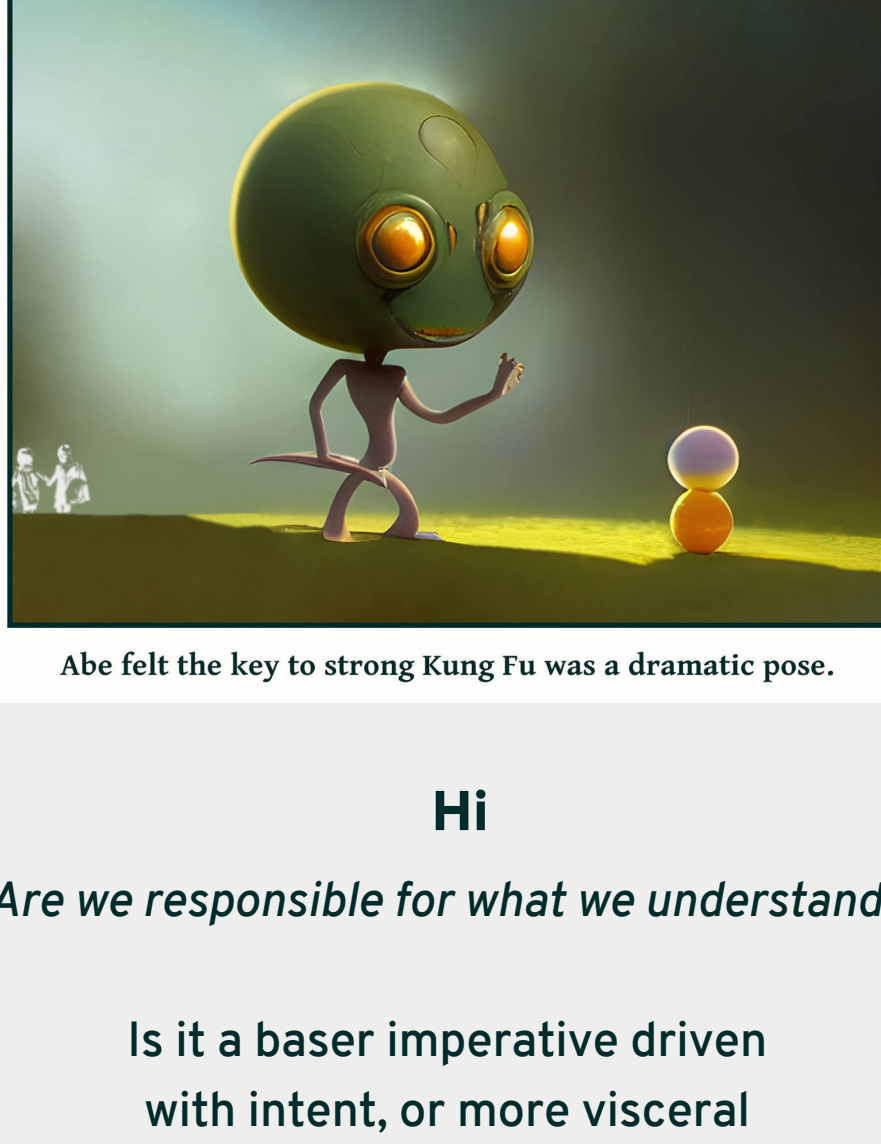 Abe felt the key to strong Kung Fu was a dramatic pose.
Hi
Are we responsible for what we understand
Is it a baser imperative driven
with intent, or more visceral